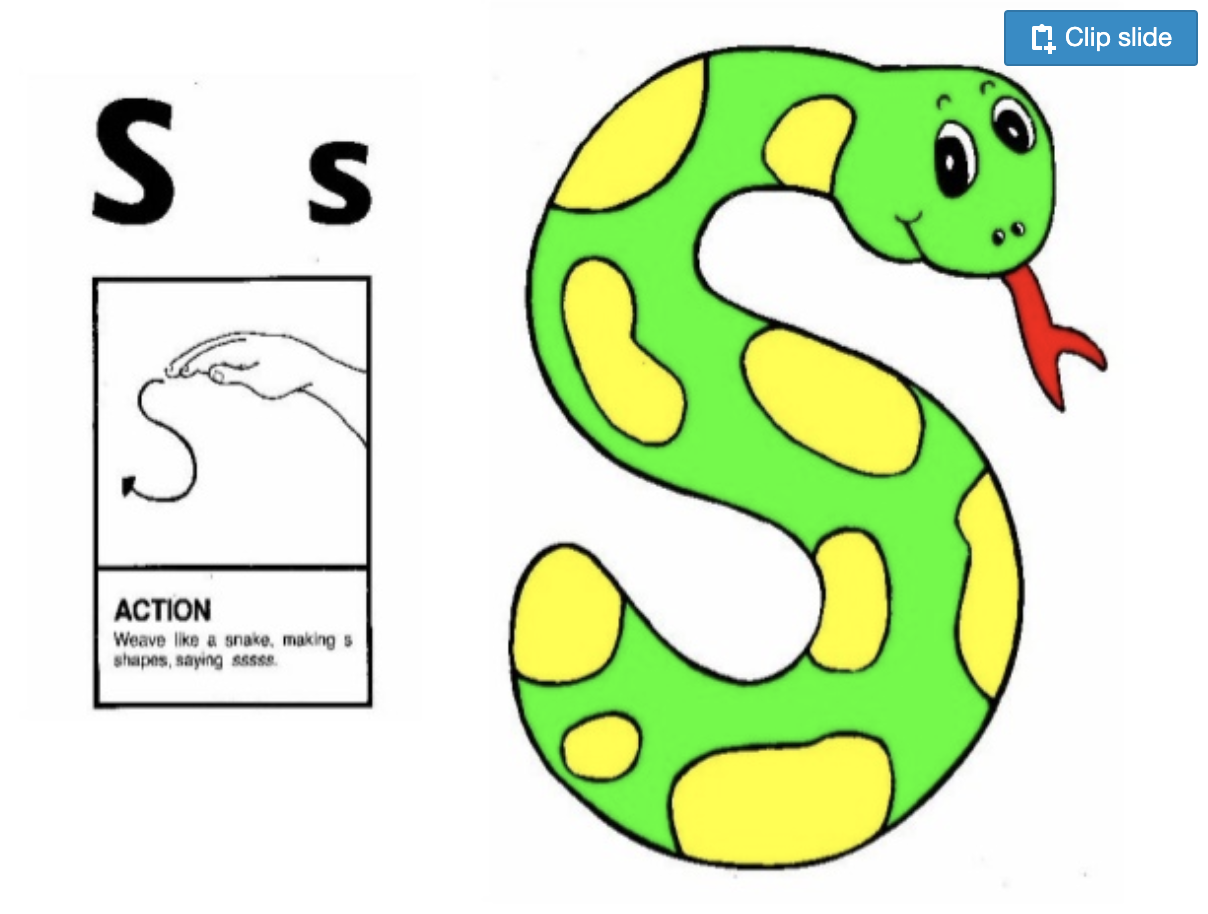 Clip slide
S s
ACTION
Weave like a snake, making s
shapes, saying sssss.